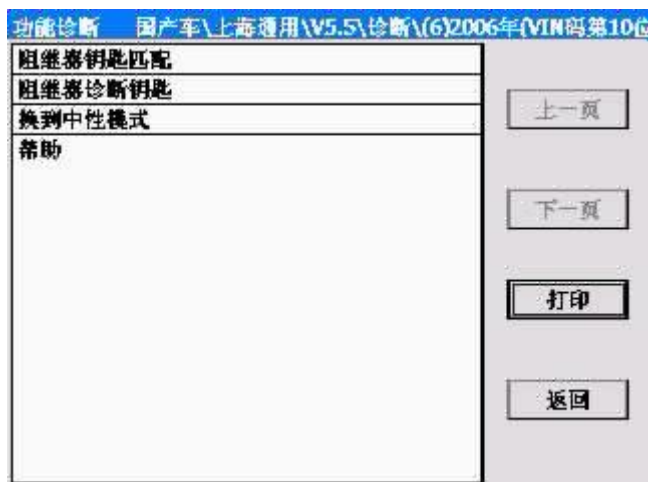 功能诊断 国产车\上海通用\V5.5\诊断\(6)2006年(VIN码第10位
阻继器钥匙匹配
阻继器诊断钥匙
换到中性模式
帮助
上一页
下一页
打印
返回